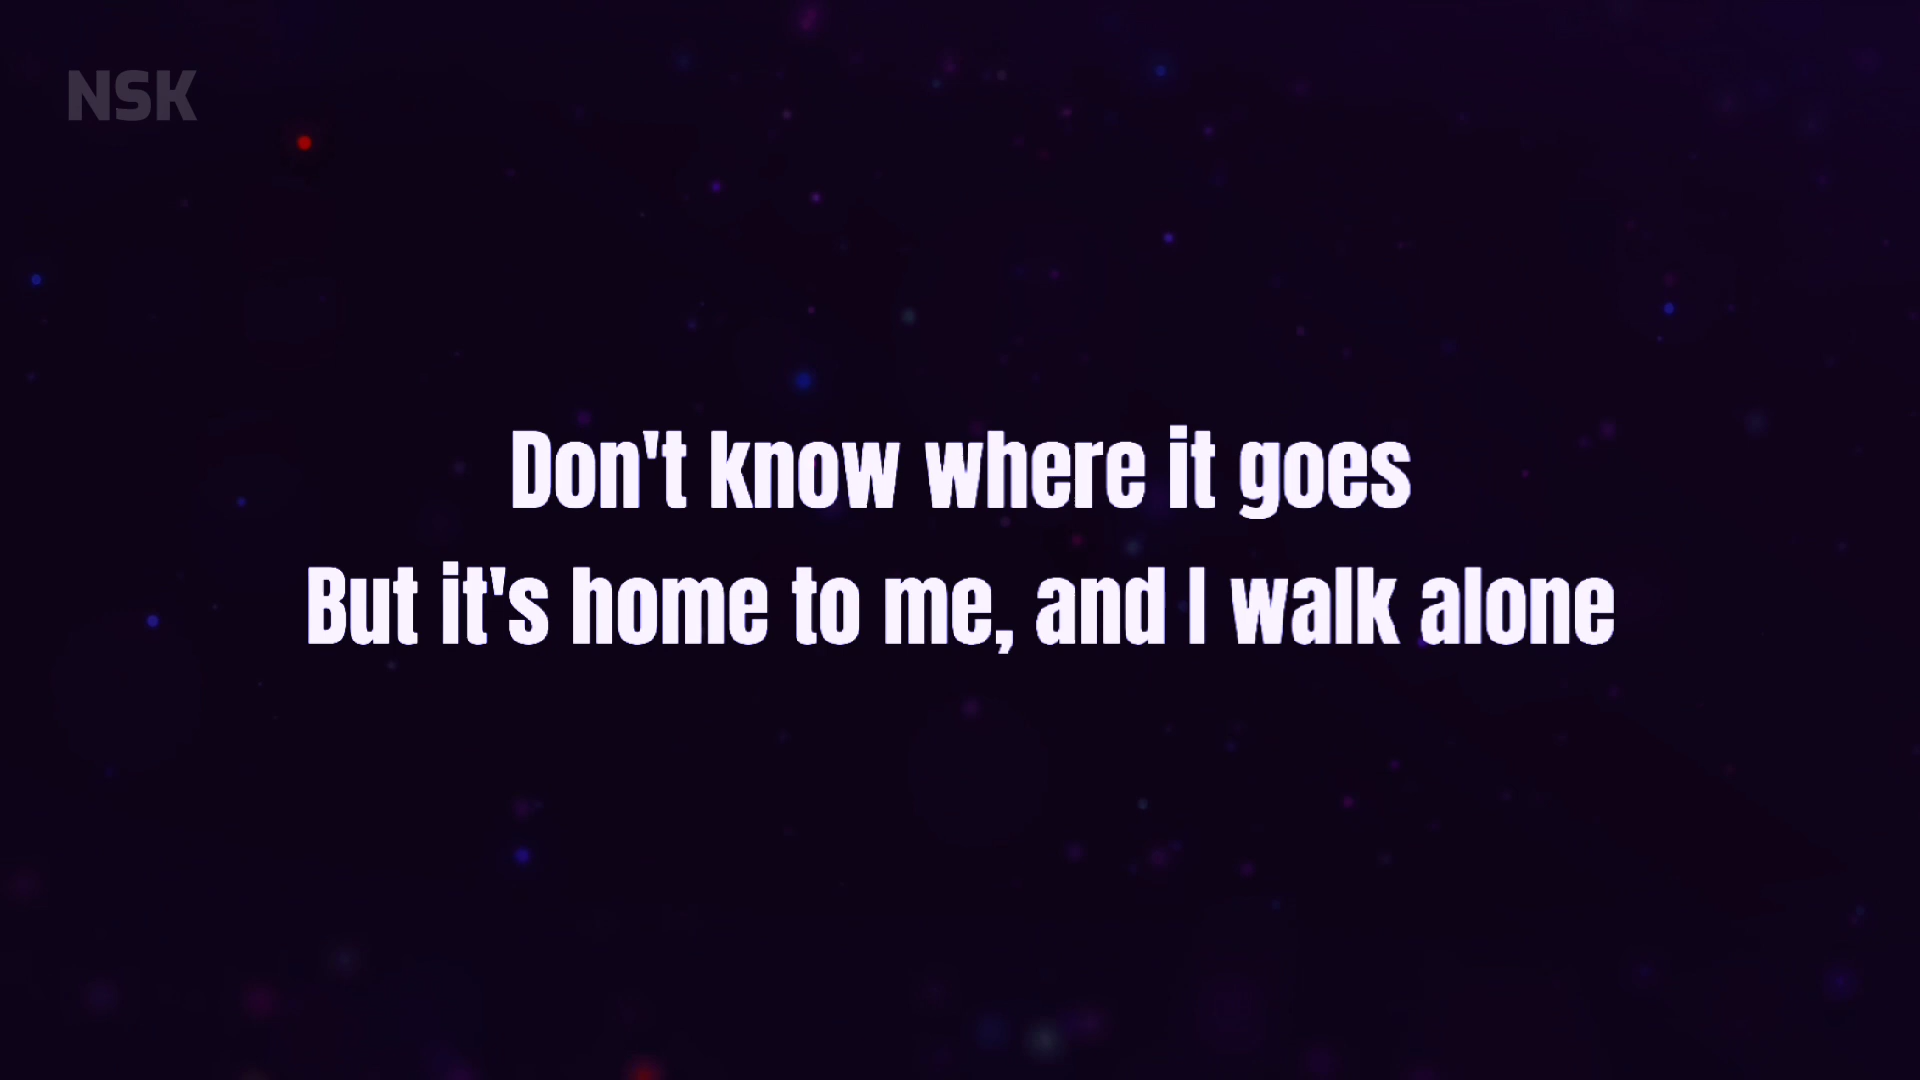 NSK
Don't know where it goes
But it's home to me, and I walk alone